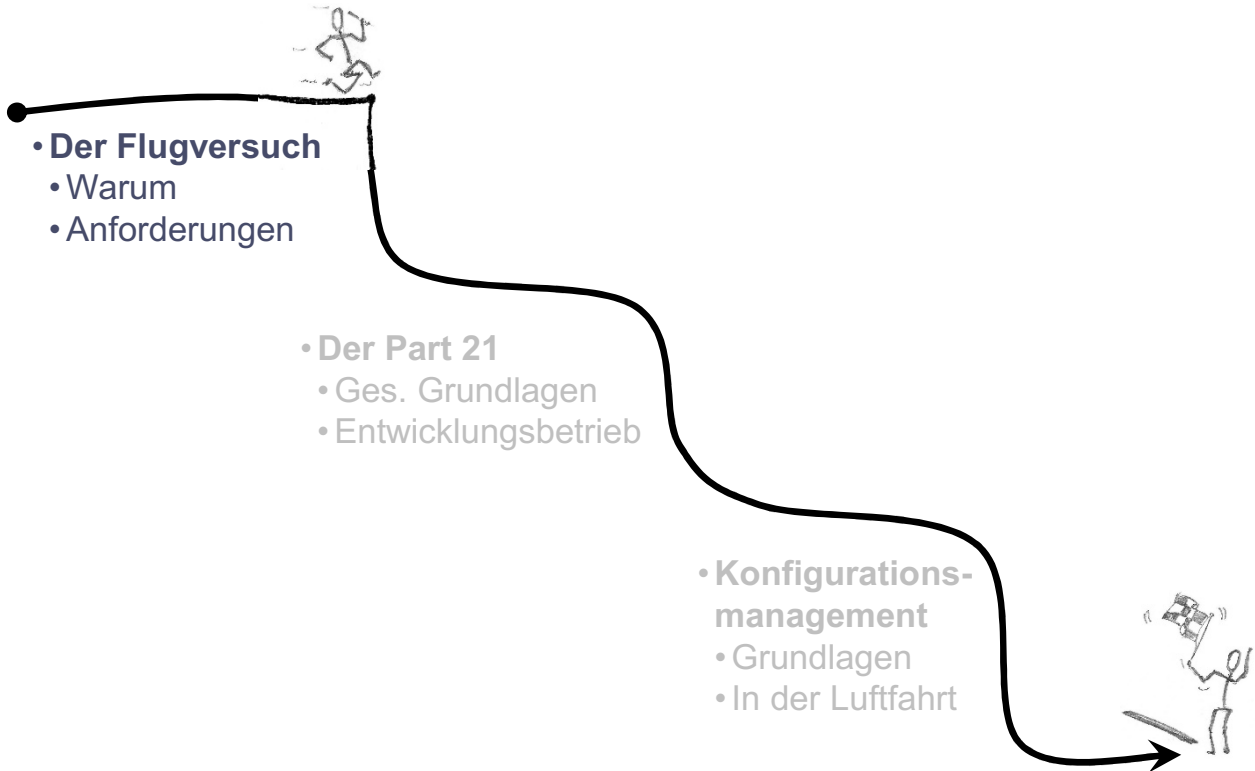 • Der Flugversuch
• Warum
• Anforderungen
• Der Part 21
• Ges. Grundlagen
• Entwicklungsbetrieb
• Konfigurations-
management
• Grundlagen
• In der Luftfahrt